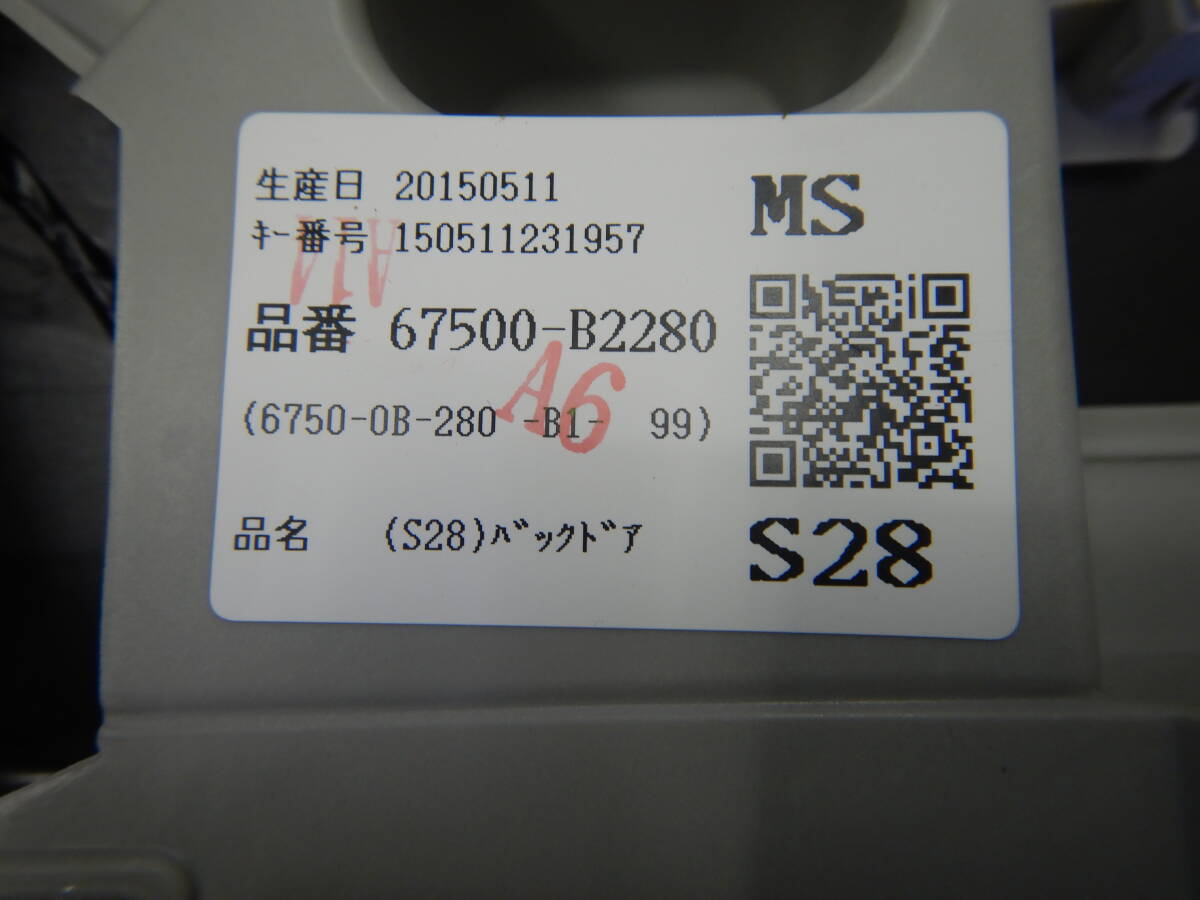 生産日 20150511
MS
ｷｰ番号 150511231957
A14
品番 67500-B2280
A6
(6750-0B-280 -B1- 99)
品名 (S28)ﾊﾞｯｸﾄﾞｱ
S28